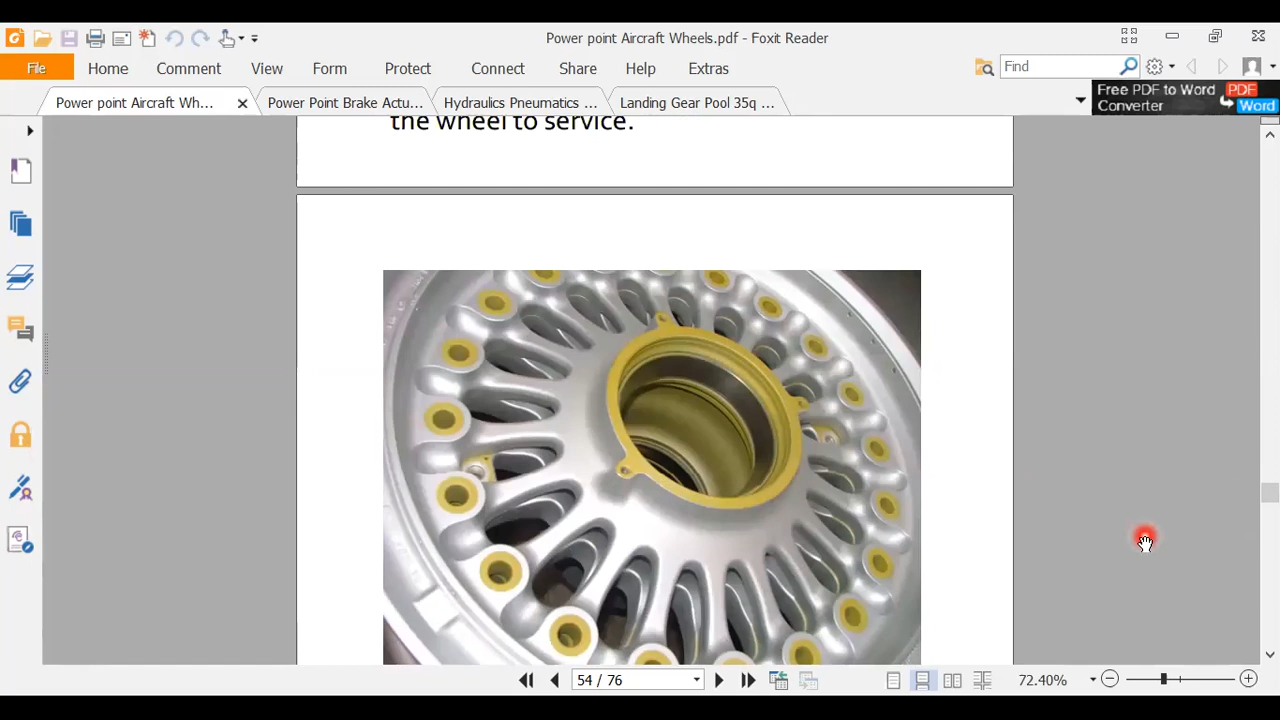 Power point Aircraft Wheels.pdf - Foxit Reader
File Home Comment View Form Protect Connect Share Help Extras
Find
Power point Aircraft Wh... Power Point Brake Actu... Hydraulics Pneumatics ... Landing Gear Pool 35q ...
Free PDF to Word
Converter
PDF
Word
the wheel to service.
54 / 76
72.40%